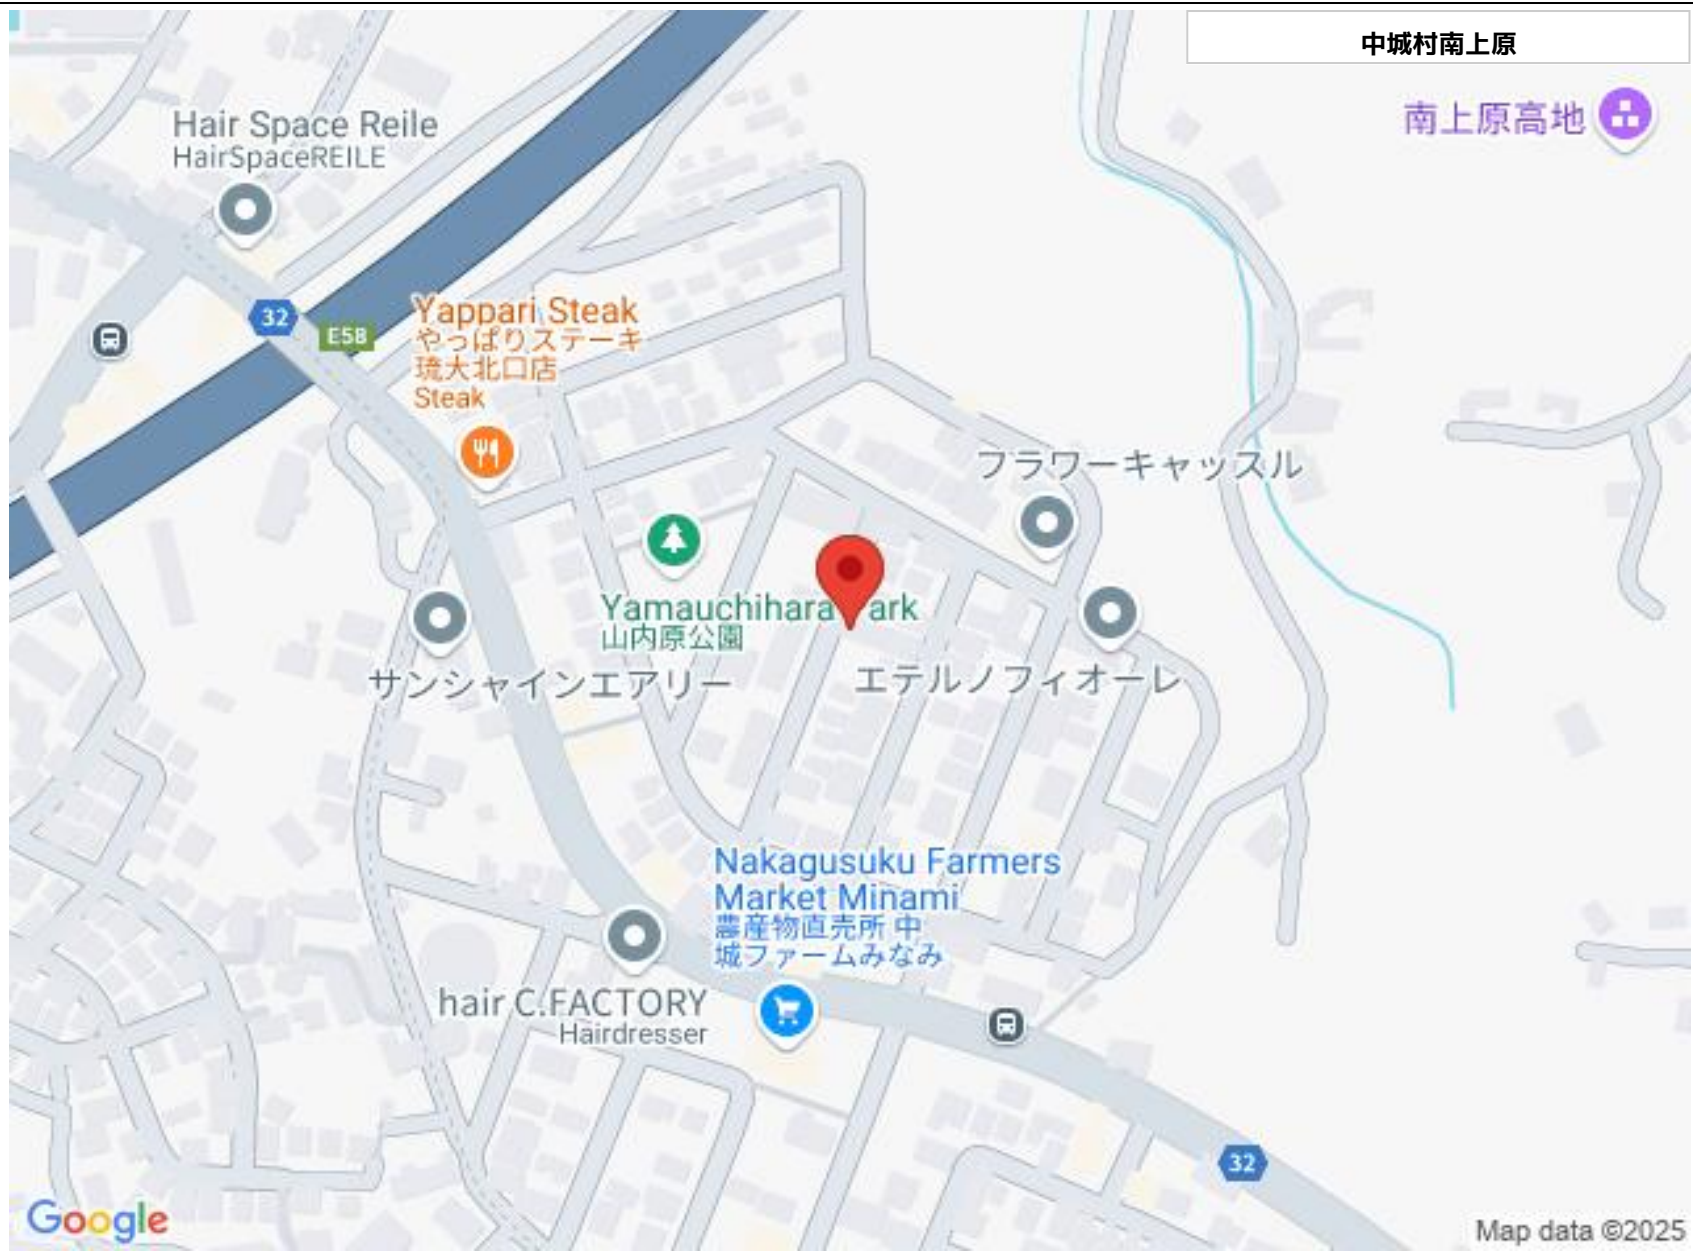 中城村南上原
南上原高地
Hair Space Reile
HairSpaceREILE
32
E58
Yappari Steak
やっぱりステーキ
琉大北口店
Steak
フラワーキャッスル
Yamauchihara Park
山内原公園
サンシャインエアリー
エテルノフィオーレ
Nakagusuku Farmers
Market Minami
農産物直売所 中
城ファームみなみ
hair C.FACTORY
Hairdresser
32
Google
Map data ©2025